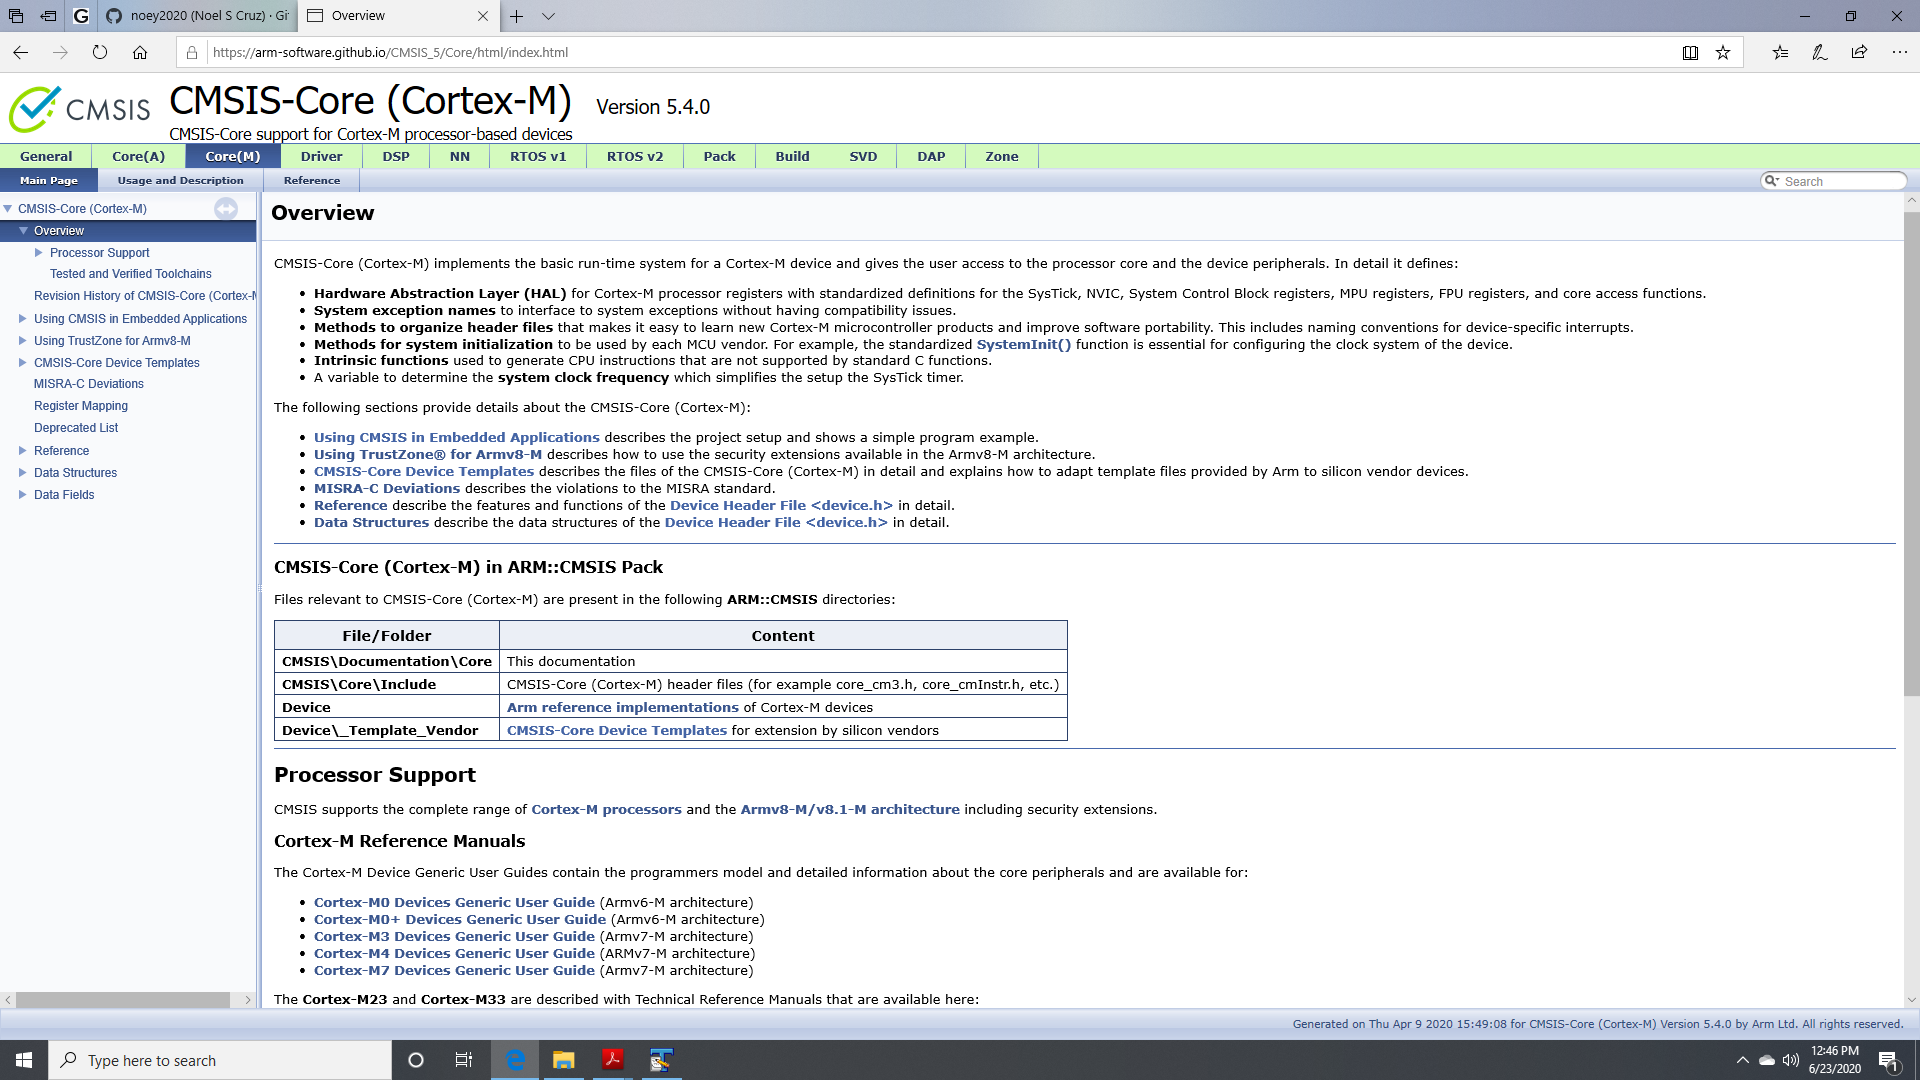 noey2020 (Noel S Cruz) · Gi
Overview
https://arm-software.github.io/CMSIS_5/Core/html/index.html
CMSIS
CMSIS-Core (Cortex-M) Version 5.4.0
CMSIS-Core support for Cortex-M processor-based devices
General Core(A) Core(M) Driver DSP NN RTOS v1 RTOS v2 Pack Build SVD DAP Zone
Main Page Usage and Description Reference
Search
CMSIS-Core (Cortex-M)
Overview
Processor Support
Tested and Verified Toolchains
Revision History of CMSIS-Core (Cortex-M
Using CMSIS in Embedded Applications
Using TrustZone for Armv8-M
CMSIS-Core Device Templates
MISRA-C Deviations
Register Mapping
Deprecated List
Reference
Data Structures
Data Fields
Overview
CMSIS-Core (Cortex-M) implements the basic run-time system for a Cortex-M device and gives the user access to the processor core and the device peripherals. In detail it defines:
• Hardware Abstraction Layer (HAL) for Cortex-M processor registers with standardized definitions for the SysTick, NVIC, System Control Block registers, MPU registers, FPU registers, and core access functions.
• System exception names to interface to system exceptions without having compatibility issues.
• Methods to organize header files that makes it easy to learn new Cortex-M microcontroller products and improve software portability. This includes naming conventions for device-specific interrupts.
• Methods for system initialization to be used by each MCU vendor. For example, the standardized SystemInit() function is essential for configuring the clock system of the device.
• Intrinsic functions used to generate CPU instructions that are not supported by standard C functions.
• A variable to determine the system clock frequency which simplifies the setup the SysTick timer.
The following sections provide details about the CMSIS-Core (Cortex-M):
• Using CMSIS in Embedded Applications describes the project setup and shows a simple program example.
• Using TrustZone® for Armv8-M describes how to use the security extensions available in the Armv8-M architecture.
• CMSIS-Core Device Templates describes the files of the CMSIS-Core (Cortex-M) in detail and explains how to adapt template files provided by Arm to silicon vendor devices.
• MISRA-C Deviations describes the violations to the MISRA standard.
• Reference describe the features and functions of the Device Header File <device.h> in detail.
• Data Structures describe the data structures of the Device Header File <device.h> in detail.
CMSIS-Core (Cortex-M) in ARM::CMSIS Pack
Files relevant to CMSIS-Core (Cortex-M) are present in the following ARM::CMSIS directories:
File/Folder Content
CMSIS\Documentation\Core This documentation
CMSIS\Core\Include CMSIS-Core (Cortex-M) header files (for example core_cm3.h, core_cmInstr.h, etc.)
Device Arm reference implementations of Cortex-M devices
Device\_Template_Vendor CMSIS-Core Device Templates for extension by silicon vendors
Processor Support
CMSIS supports the complete range of Cortex-M processors and the Armv8-M/v8.1-M architecture including security extensions.
Cortex-M Reference Manuals
The Cortex-M Device Generic User Guides contain the programmers model and detailed information about the core peripherals and are available for:
• Cortex-M0 Devices Generic User Guide (Armv6-M architecture)
• Cortex-M0+ Devices Generic User Guide (Armv6-M architecture)
• Cortex-M3 Devices Generic User Guide (Armv7-M architecture)
• Cortex-M4 Devices Generic User Guide (ARMv7-M architecture)
• Cortex-M7 Devices Generic User Guide (Armv7-M architecture)
The Cortex-M23 and Cortex-M33 are described with Technical Reference Manuals that are available here:
Generated on Thu Apr 9 2020 15:49:08 for CMSIS-Core (Cortex-M) Version 5.4.0 by Arm Ltd. All rights reserved.
Type here to search
12:46 PM
6/23/2020
1